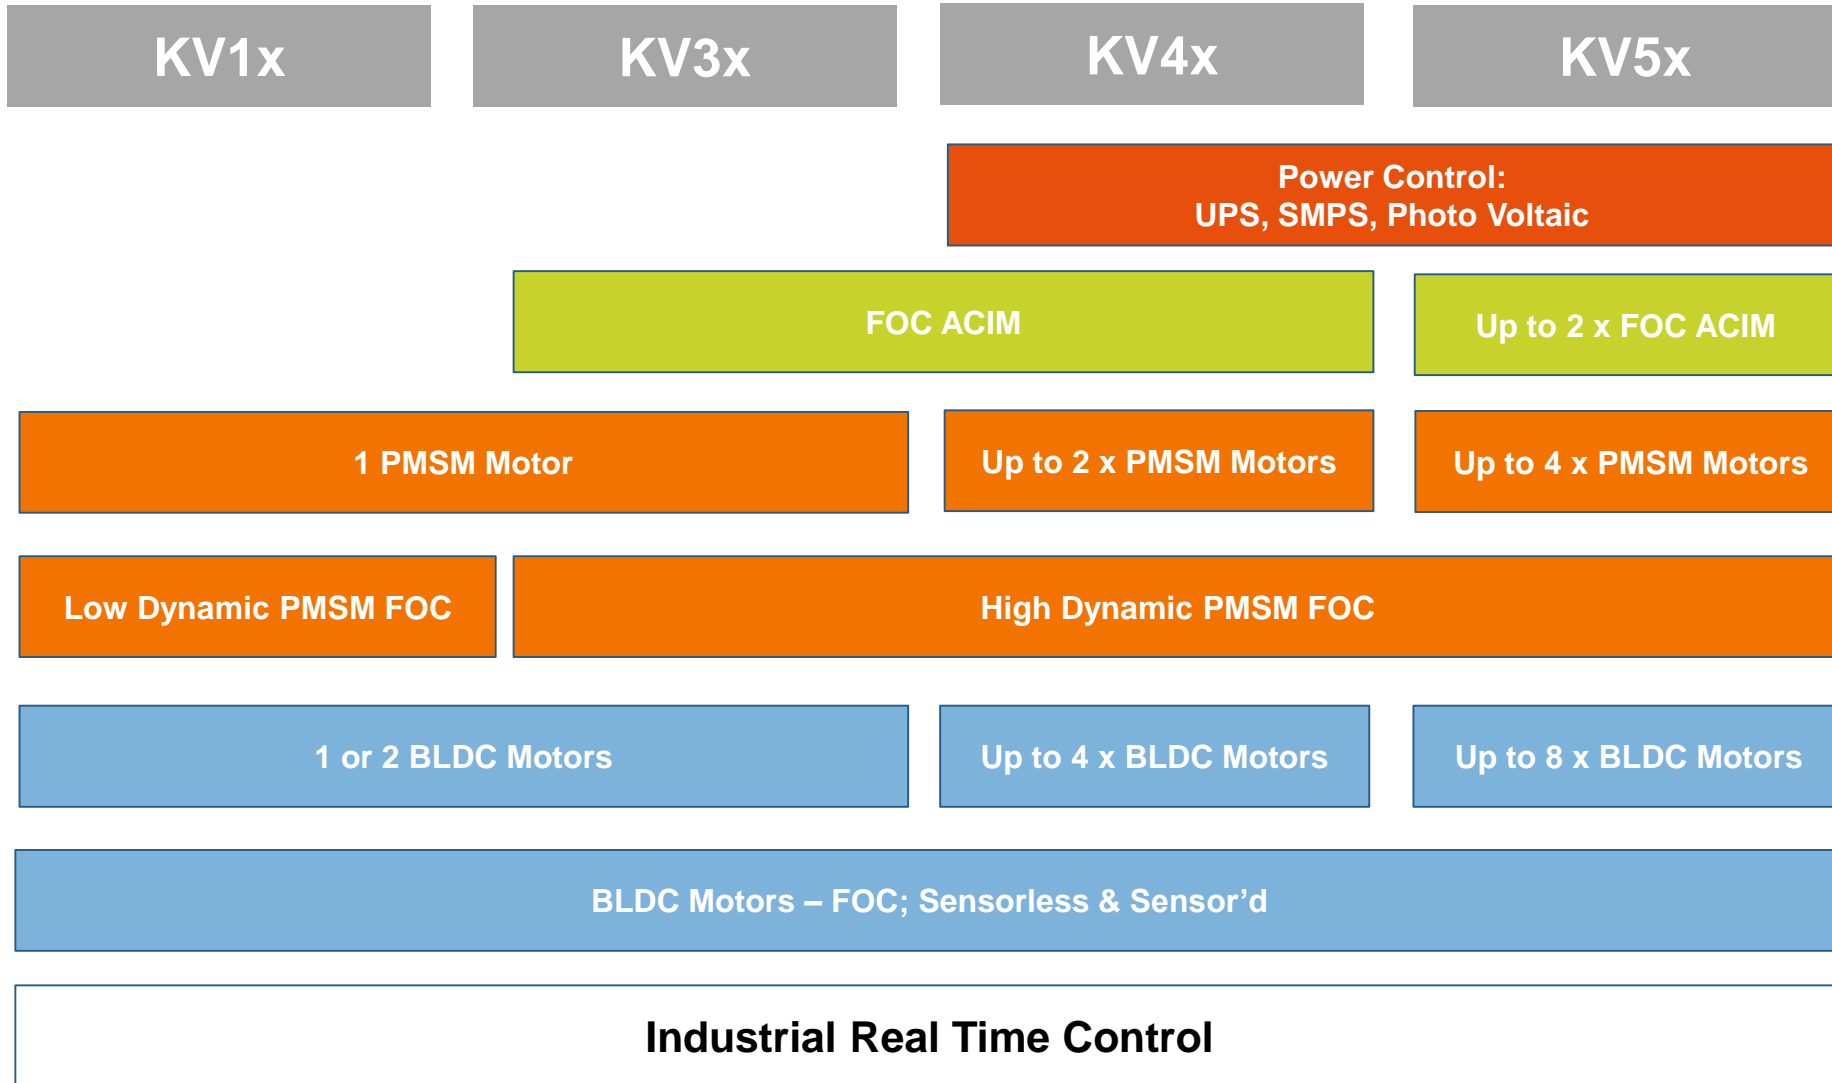 KV1x
KV3x
KV4x
KV5x
Power Control:
UPS, SMPS, Photo Voltaic
FOC ACIM
Up to 2 x FOC ACIM
1 PMSM Motor
Up to 2 x PMSM Motors
Up to 4 x PMSM Motors
Low Dynamic PMSM FOC
High Dynamic PMSM FOC
1 or 2 BLDC Motors
Up to 4 x BLDC Motors
Up to 8 x BLDC Motors
BLDC Motors – FOC; Sensorless & Sensor’d
Industrial Real Time Control